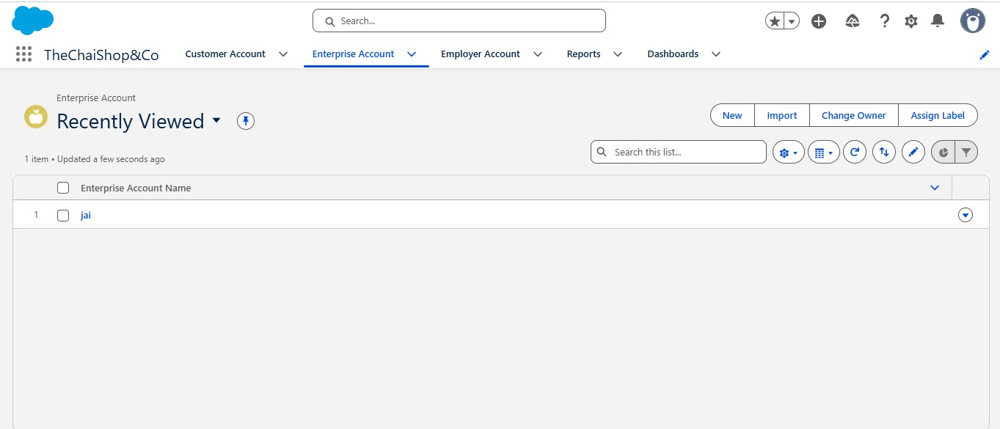 Search...
TheChaiShop&Co Customer Account Enterprise Account Employer Account Reports Dashboards
Enterprise Account
Recently Viewed
New Import Change Owner Assign Label
1 item • Updated a few seconds ago
Search this list...
Enterprise Account Name
1 jai